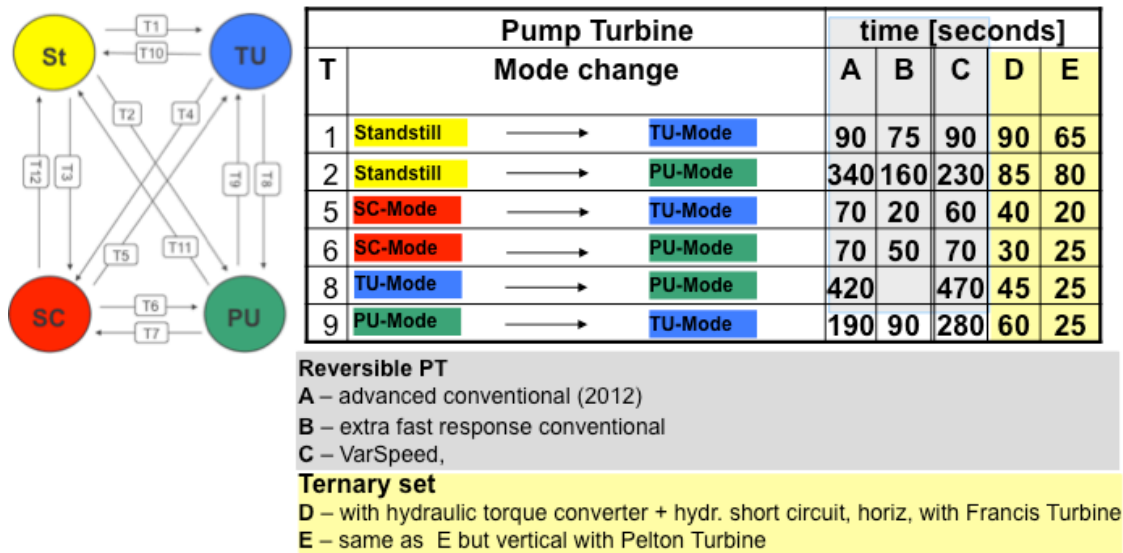 St
TU
SC
PU
T1
T10
T2
T4
T12
T3
T9
T8
T5
T11
T6
T7
Pump Turbine time [seconds]
T Mode change A B C D E
1 Standstill TU-Mode 90 75 90 90 65
2 Standstill PU-Mode 340 160 230 85 80
5 SC-Mode TU-Mode 70 20 60 40 20
6 SC-Mode PU-Mode 70 50 70 30 25
8 TU-Mode PU-Mode 420 470 45 25
9 PU-Mode TU-Mode 190 90 280 60 25
Reversible PT
A – advanced conventional (2012)
B – extra fast response conventional
C – VarSpeed,
Ternary set
D – with hydraulic torque converter + hydr. short circuit, horiz, with Francis Turbine
E – same as E but vertical with Pelton Turbine